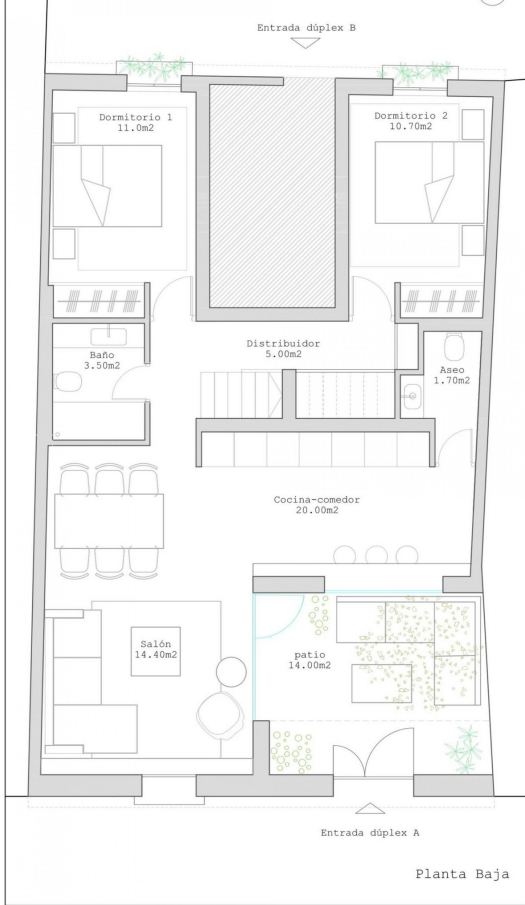 Entrada dúplex B
Dormitorio 1
11.0m2
Dormitorio 2
10.70m2
Distribuidor
5.00m2
Baño
3.50m2
Aseo
1.70m2
Cocina-comedor
20.00m2
Salón
14.40m2
patio
14.00m2
Entrada dúplex A
Planta Baja